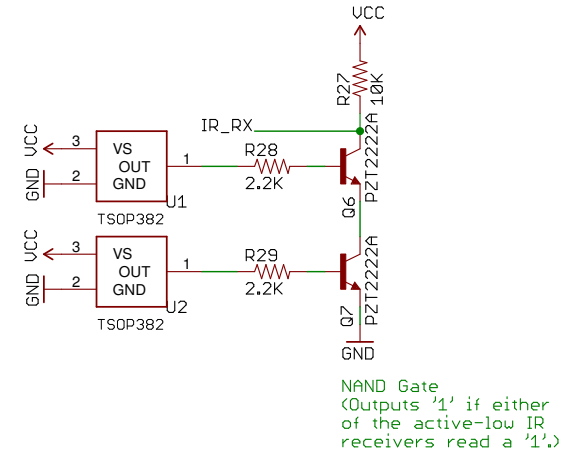 VCC
R27
10K
IR_RX
PZT2222A
Q6
VCC 3 VS
OUT 1
GND 2 GND
U1
TSOP382
R28
2.2K
VCC 3 VS
OUT 1
GND 2 GND
U2
TSOP382
R29
2.2K
PZT2222A
Q7
GND
NAND Gate
(Outputs '1' if either
of the active-low IR
receivers read a '1'.)